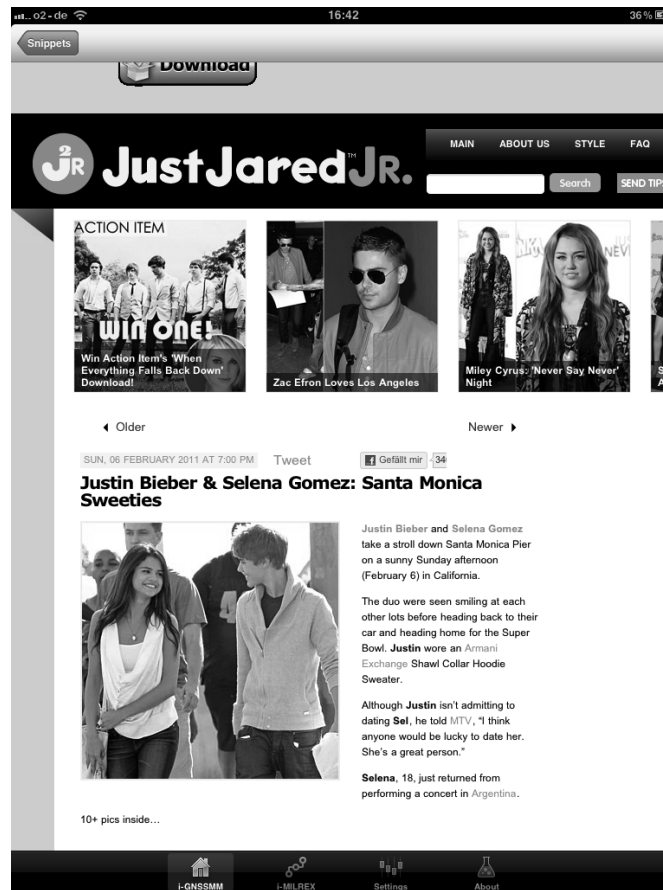 o2-de 16:42 36%
Snippets
Download
J2R JustJaredJR.™
MAIN ABOUT US STYLE FAQ
Search SEND TIPS
ACTION ITEM
WIN ONE!
Win Action Item's 'When
Everything Falls Back Down'
Download!
Zac Efron Loves Los Angeles
Miley Cyrus: 'Never Say Never'
Night
Older Newer
SUN, 06 FEBRUARY 2011 AT 7:00 PM Tweet Gefällt mir 34
Justin Bieber & Selena Gomez: Santa Monica
Sweeties
Justin Bieber and Selena Gomez
take a stroll down Santa Monica Pier
on a sunny Sunday afternoon
(February 6) in California.
The duo were seen smiling at each
other lots before heading back to their
car and heading home for the Super
Bowl. Justin wore an Armani
Exchange Shawl Collar Hoodie
Sweater.
Although Justin isn't admitting to
dating Sel, he told MTV, "I think
anyone would be lucky to date her.
She's a great person."
Selena, 18, just returned from
performing a concert in Argentina.
10+ pics inside…
i-GNSSMM i-MILREX Settings About